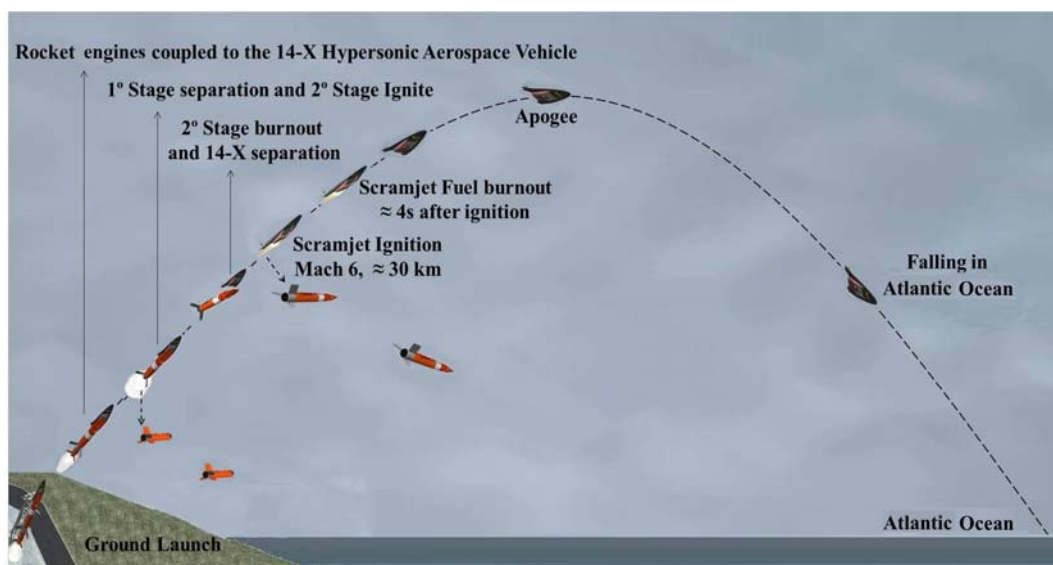 Rocket engines coupled to the 14-X Hypersonic Aerospace Vehicle
1º Stage separation and 2º Stage Ignite
2º Stage burnout
and 14-X separation
Apogee
Scramjet Fuel burnout
≈ 4s after ignition
Scramjet Ignition
Mach 6, ≈ 30 km
Falling in
Atlantic Ocean
Atlantic Ocean
Ground Launch